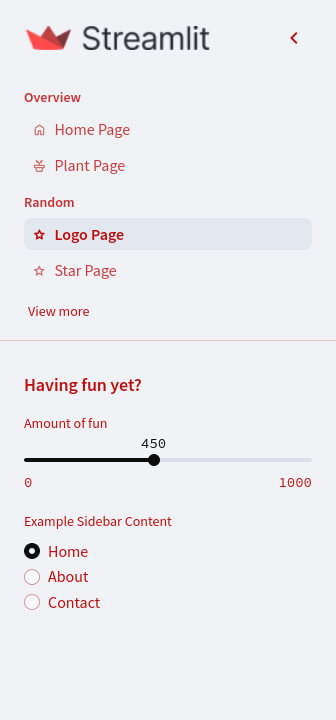 Streamlit
Overview
Home Page
Plant Page
Random
Logo Page
Star Page
View more
Having fun yet?
Amount of fun
450
0 1000
Example Sidebar Content
Home
About
Contact